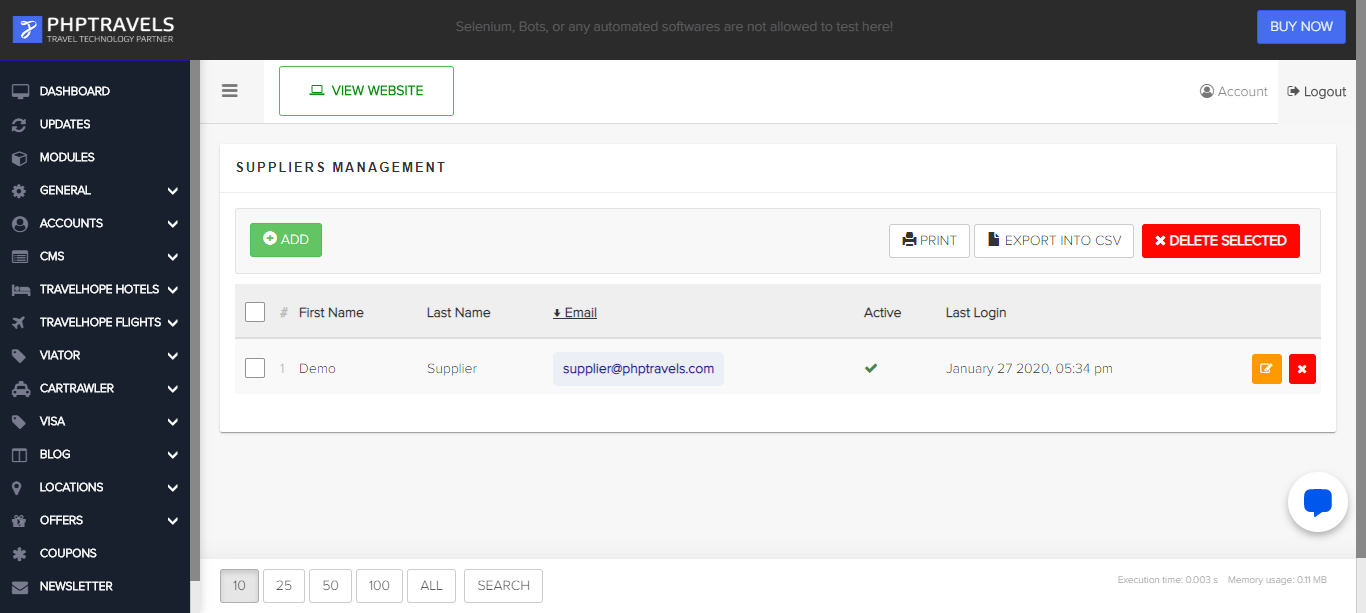 PHPTRAVELS
TRAVEL TECHNOLOGY PARTNER
Selenium, Bots, or any automated softwares are not allowed to test here!
BUY NOW
DASHBOARD
UPDATES
MODULES
GENERAL
ACCOUNTS
CMS
TRAVELHOPE HOTELS
TRAVELHOPE FLIGHTS
VIATOR
CARTRAWLER
VISA
BLOG
LOCATIONS
OFFERS
COUPONS
NEWSLETTER
VIEW WEBSITE
Account
Logout
SUPPLIERS MANAGEMENT
ADD
PRINT
EXPORT INTO CSV
DELETE SELECTED
# First Name Last Name Email Active Last Login
1 Demo Supplier supplier@phptravels.com January 27 2020, 05:34 pm
10 25 50 100 ALL SEARCH
Execution time: 0.003 s Memory usage: 0.11 MB